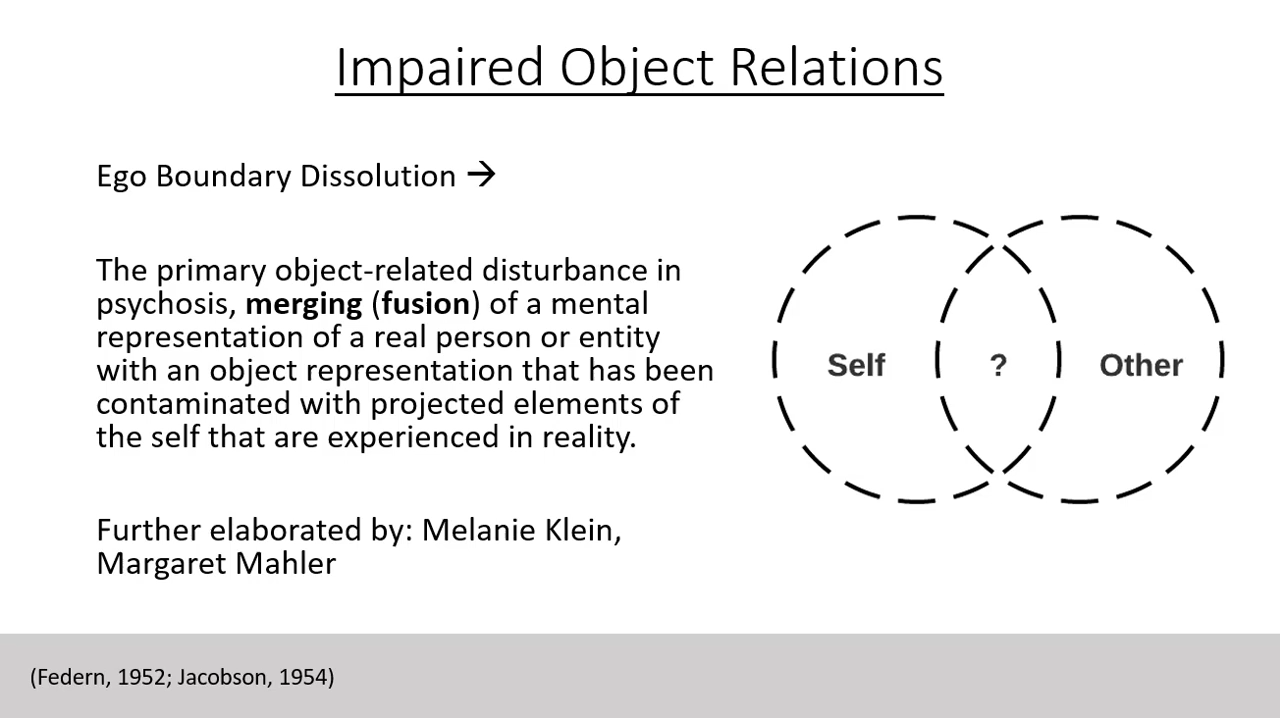 Impaired Object Relations
Ego Boundary Dissolution →
The primary object-related disturbance in
psychosis, merging (fusion) of a mental
representation of a real person or entity
with an object representation that has been
contaminated with projected elements of
the self that are experienced in reality.
Further elaborated by: Melanie Klein,
Margaret Mahler
Self ? Other
(Federn, 1952; Jacobson, 1954)